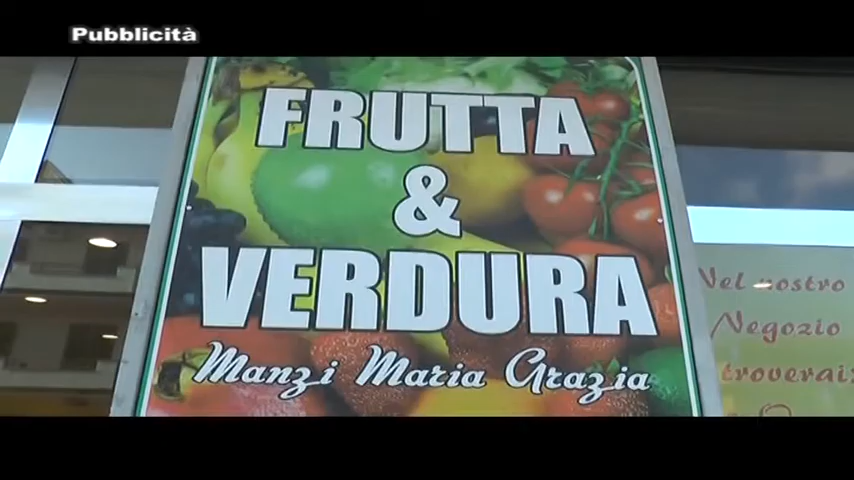 Pubblicità
FRUTTA
&
VERDURA
Manzi Maria Grazia
Nel nostro
Negozio
troverai